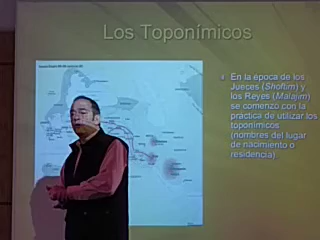 Los Toponímicos
En la época de los
Jueces (Shoftim) y
los Reyes (Malajim)
se comenzo con la
práctica de utilizar los
toponímicos
(nombres del lugar
de nacimiento o
residencia).